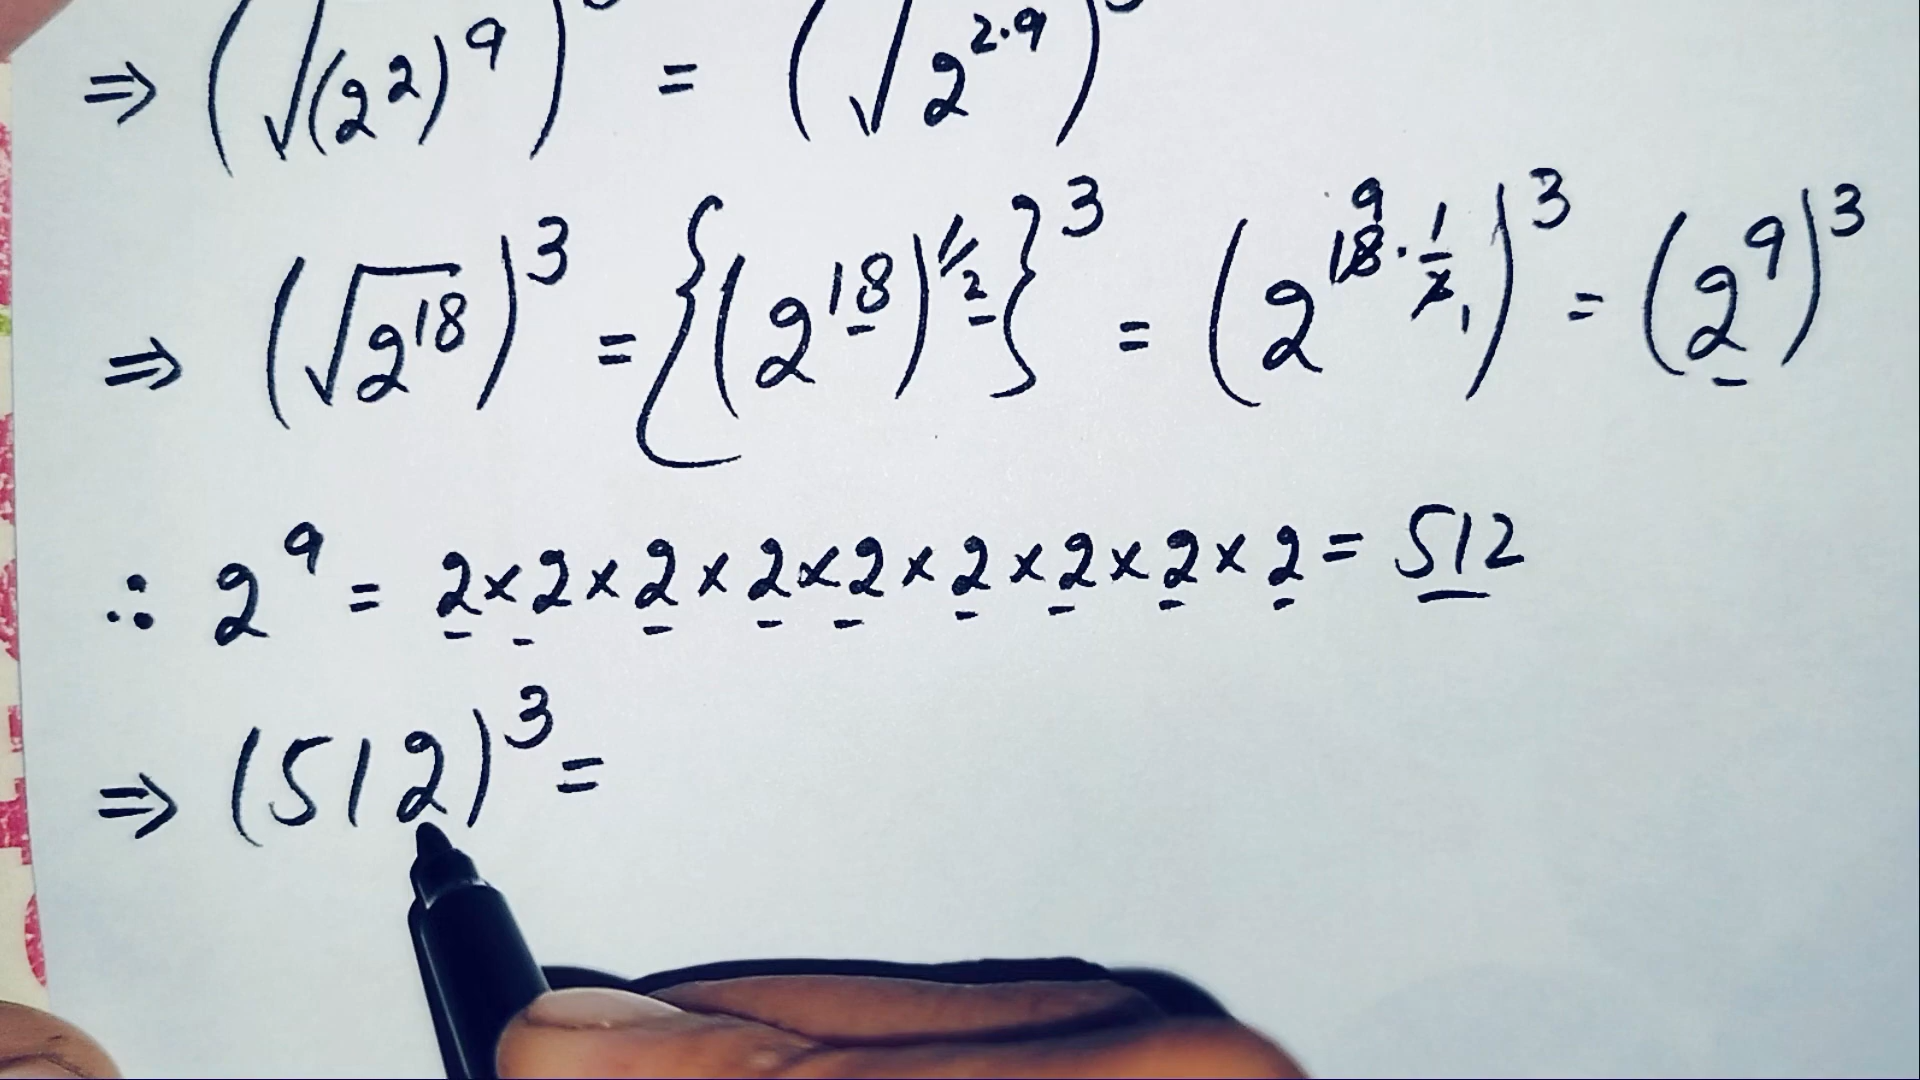 ⇒ (√(2²)⁹)³ = (√2^{2·9})³
⇒ (√2¹⁸)³ = {(2¹⁸)^{1/2}}³ = (2^{18·1/2})³ = (2⁹)³
∴ 2⁹ = 2×2×2×2×2×2×2×2×2 = 512
⇒ (512)³ =